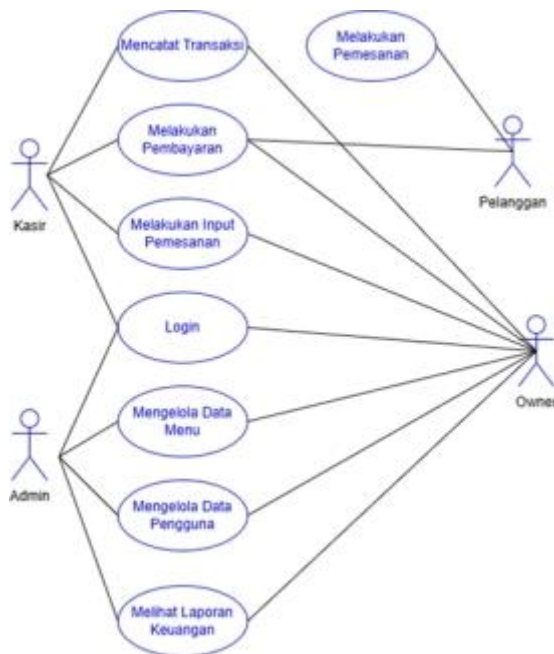 Mencatat Transaksi
Melakukan
Pemesanan
Melakukan
Pembayaran
Kasir
Pelanggan
Melakukan Input
Pemesanan
Login
Owner
Mengelola Data
Menu
Admin
Mengelola Data
Pengguna
Melihat Laporan
Keuangan